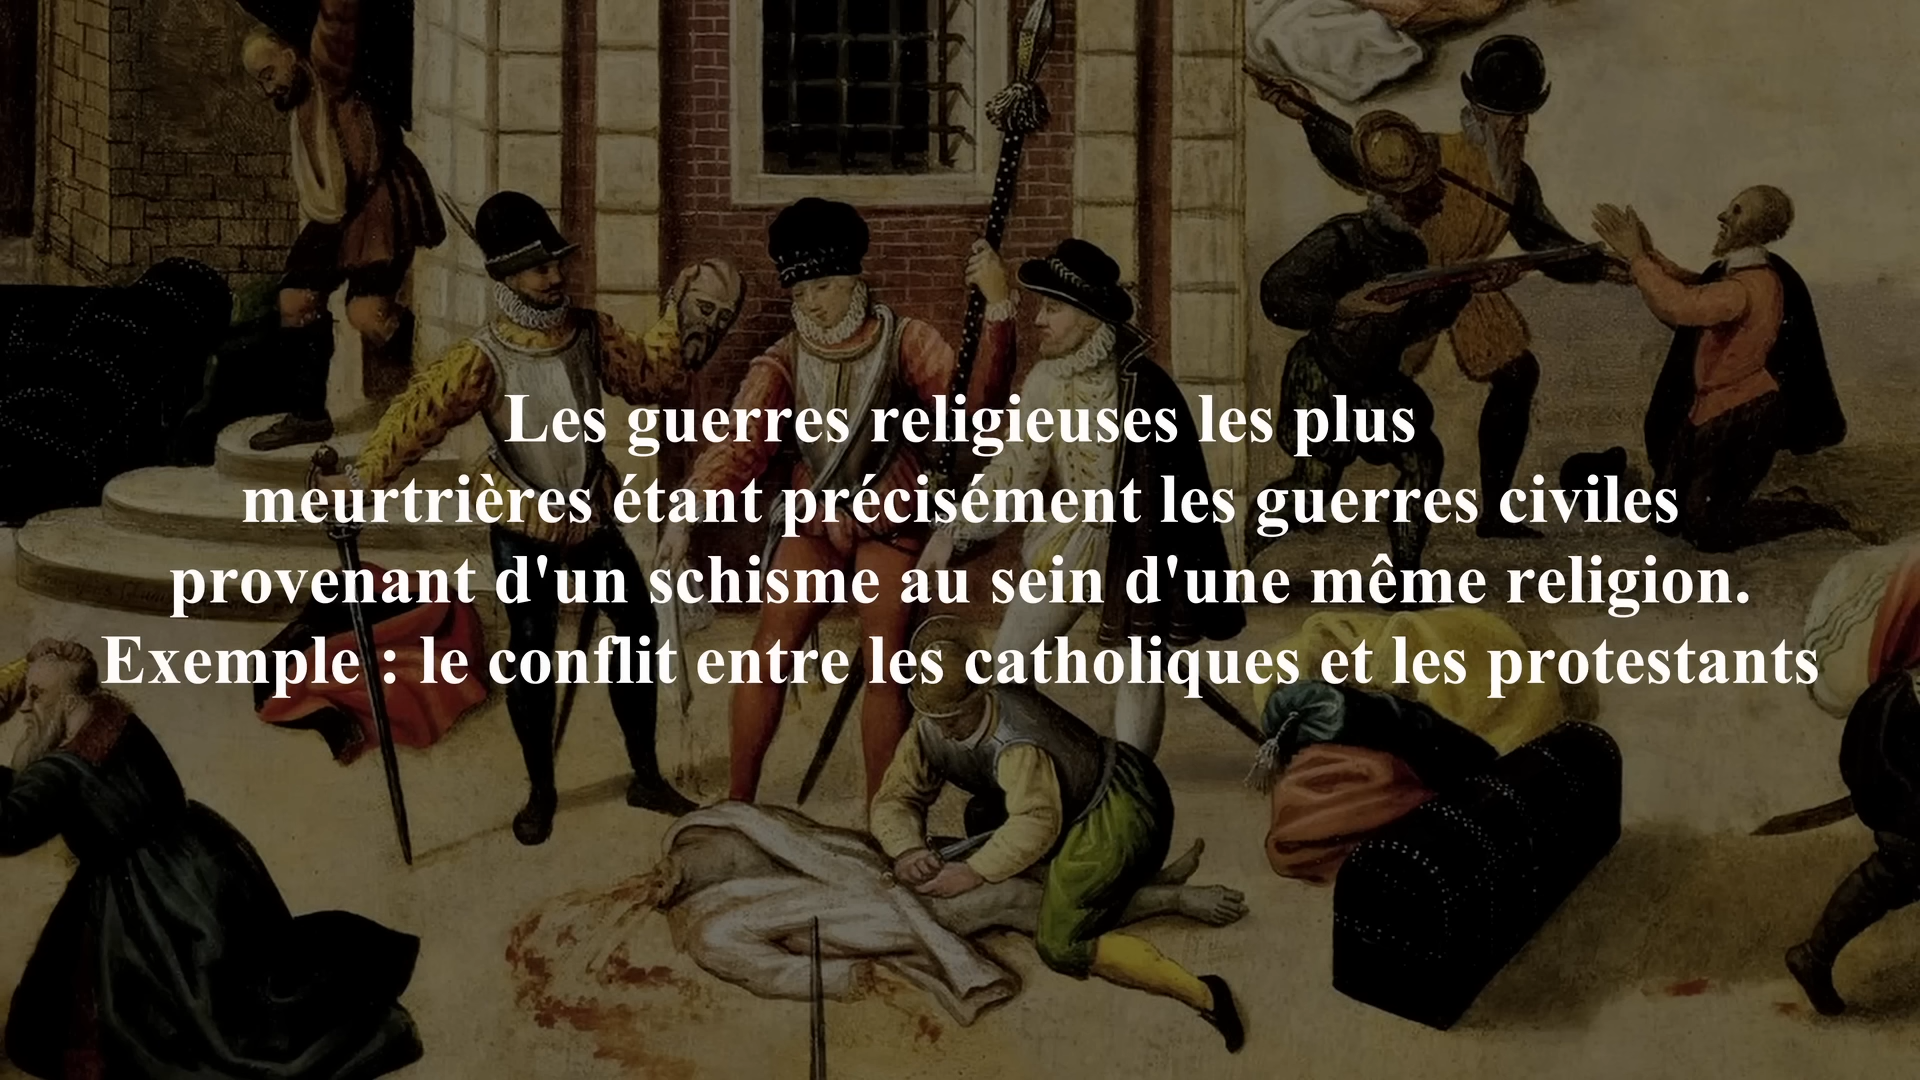 Les guerres religieuses les plus
meurtrières étant précisément les guerres civiles
provenant d'un schisme au sein d'une même religion.
Exemple : le conflit entre les catholiques et les protestants